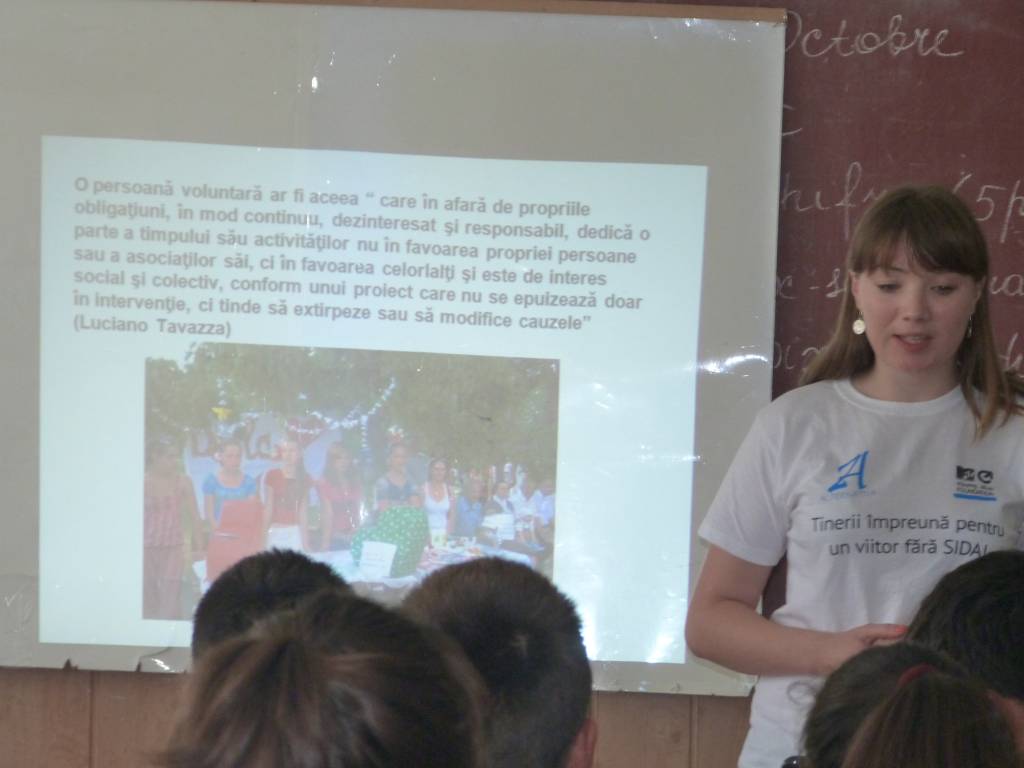 O persoană voluntară ar fi aceea “ care în afară de propriile
obligaţiuni, în mod continuu, dezinteresat şi responsabil, dedică o
parte a timpului său activităţilor nu în favoarea propriei persoane
sau a asociaţilor săi, ci în favoarea celorlalţi şi este de interes
social şi colectiv, conform unui proiect care nu se epuizează doar
în intervenţie, ci tinde să extirpeze sau să modifice cauzele”
(Luciano Tavazza)
Octobre
A
Tinerii împreună pentru
un viitor fără SIDA!